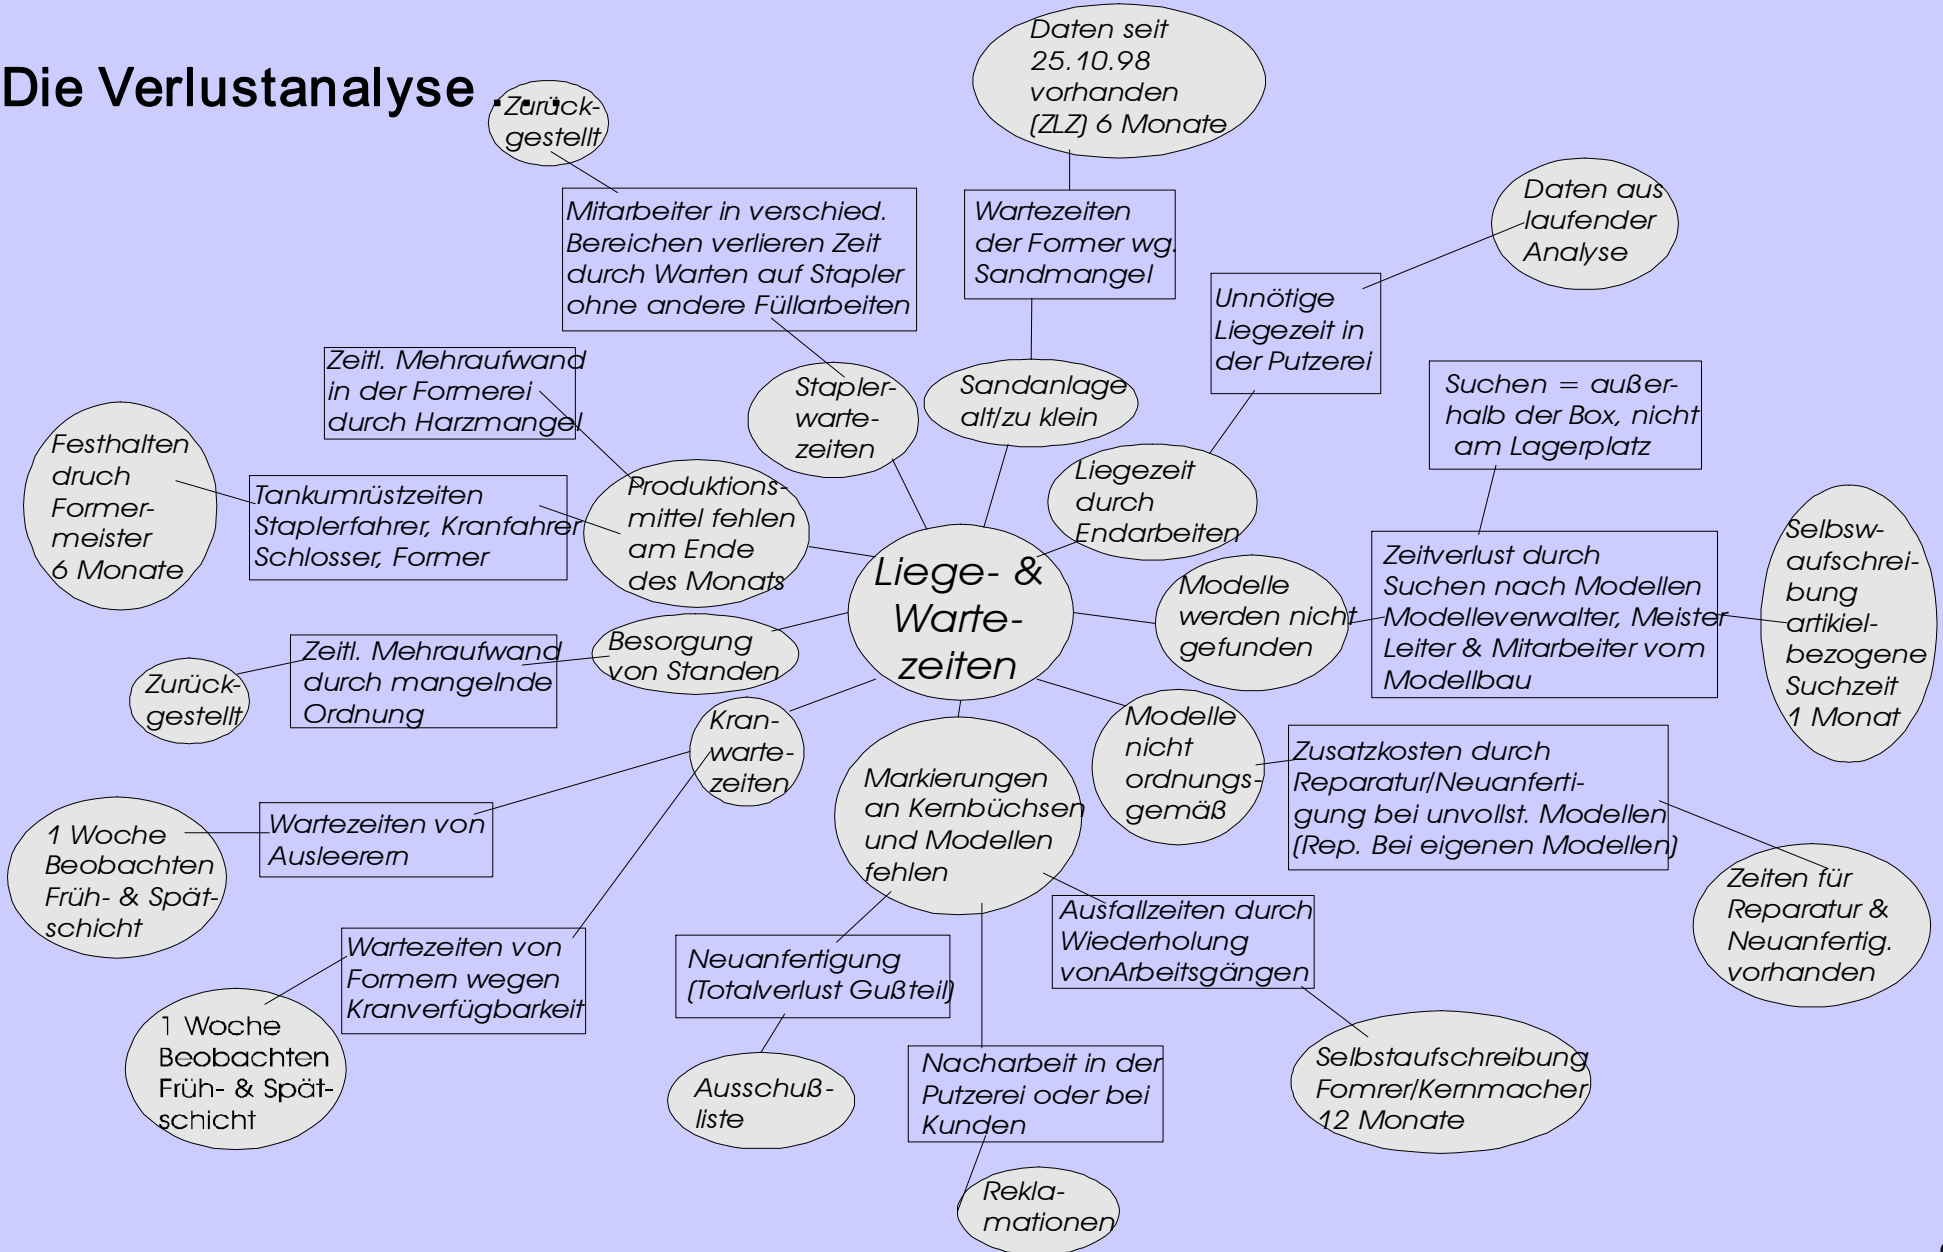 Die Verlustanalyse . . .
Zurück-
gestellt
Daten seit
25.10.98
vorhanden
(ZLZ) 6 Monate
Mitarbeiter in verschied.
Bereichen verlieren Zeit
durch Warten auf Stapler
ohne andere Füllarbeiten
Wartezeiten
der Former wg.
Sandmangel
Daten aus
laufender
Analyse
Unnötige
Liegezeit in
der Putzerei
Zeitl. Mehraufwand
in der Formerei
durch Harzmangel
Stapler-
warte-
zeiten
Sandanlage
alt/zu klein
Suchen = außer-
halb der Box, nicht
am Lagerplatz
Festhalten
druch
Former-
meister
6 Monate
Tankumrüstzeiten
Staplerfahrer, Kranfahrer
Schlosser, Former
Produktions-
mittel fehlen
am Ende
des Monats
Liegezeit
durch
Endarbeiten
Liege- &
Warte-
zeiten
Modelle
werden nicht
gefunden
Zeitverlust durch
Suchen nach Modellen
Modelleverwalter, Meister
Leiter & Mitarbeiter vom
Modellbau
Selbsw-
aufschrei-
bung
artikiel-
bezogene
Suchzeit
1 Monat
Zurück-
gestellt
Zeitl. Mehraufwand
durch mangelnde
Ordnung
Besorgung
von Standen
Kran-
warte-
zeiten
Markierungen
an Kernbüchsen
und Modellen
fehlen
Modelle
nicht
ordnungs-
gemäß
Zusatzkosten durch
Reparatur/Neuanferti-
gung bei unvollst. Modellen
(Rep. Bei eigenen Modellen)
1 Woche
Beobachten
Früh- & Spät-
schicht
Wartezeiten von
Ausleerern
Zeiten für
Reparatur &
Neuanfertig.
vorhanden
Wartezeiten von
Formern wegen
Kranverfügbarkeit
Neuanfertigung
(Totalverlust Gußteil)
Ausfallzeiten durch
Wiederholung
vonArbeitsgängen
1 Woche
Beobachten
Früh- & Spät-
schicht
Ausschuß-
liste
Nacharbeit in der
Putzerei oder bei
Kunden
Selbstaufschreibung
Fomrer/Kernmacher
12 Monate
Rekla-
mationen